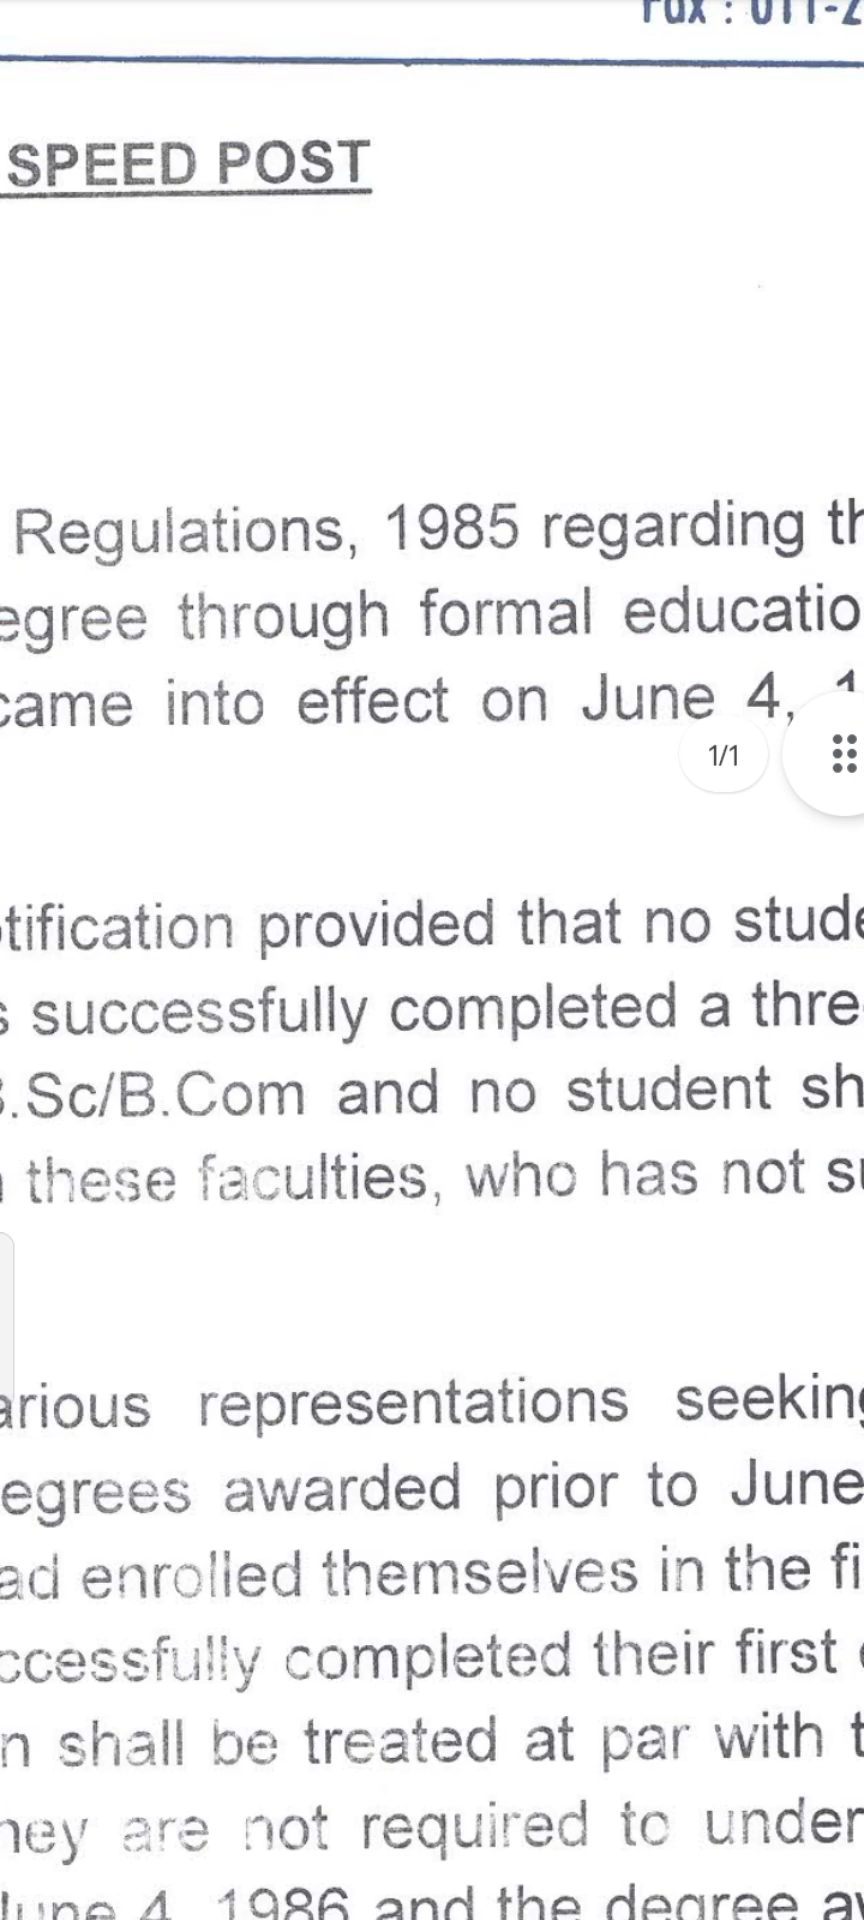 Fax : 011-2
SPEED POST
Regulations, 1985 regarding th
egree through formal educatio
came into effect on June 4, 1
1/1
tification provided that no stude
s successfully completed a thre
.Sc/B.Com and no student sh
these faculties, who has not su
arious representations seeking
egrees awarded prior to June
ad enrolled themselves in the fi
ccessfully completed their first
n shall be treated at par with t
hey are not required to under
June 4, 1986 and the degree aw